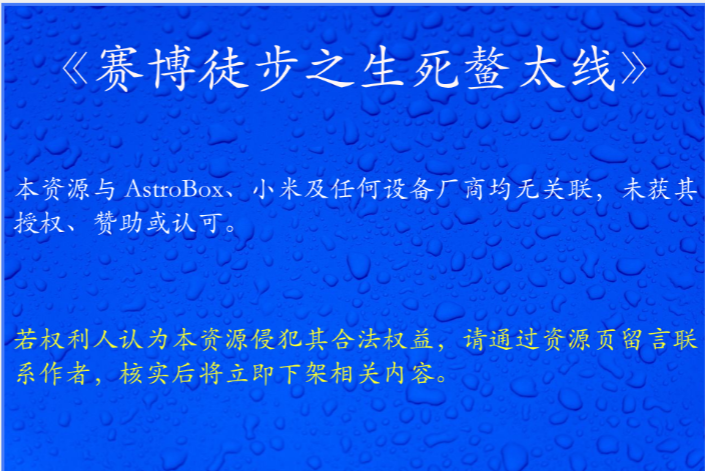 《赛博徒步之生死鳌太线》
本资源与 AstroBox、小米及任何设备厂商均无关联，未获其
授权、赞助或认可。
若权利人认为本资源侵犯其合法权益，请通过资源页留言联
系作者，核实后将立即下架相关内容。